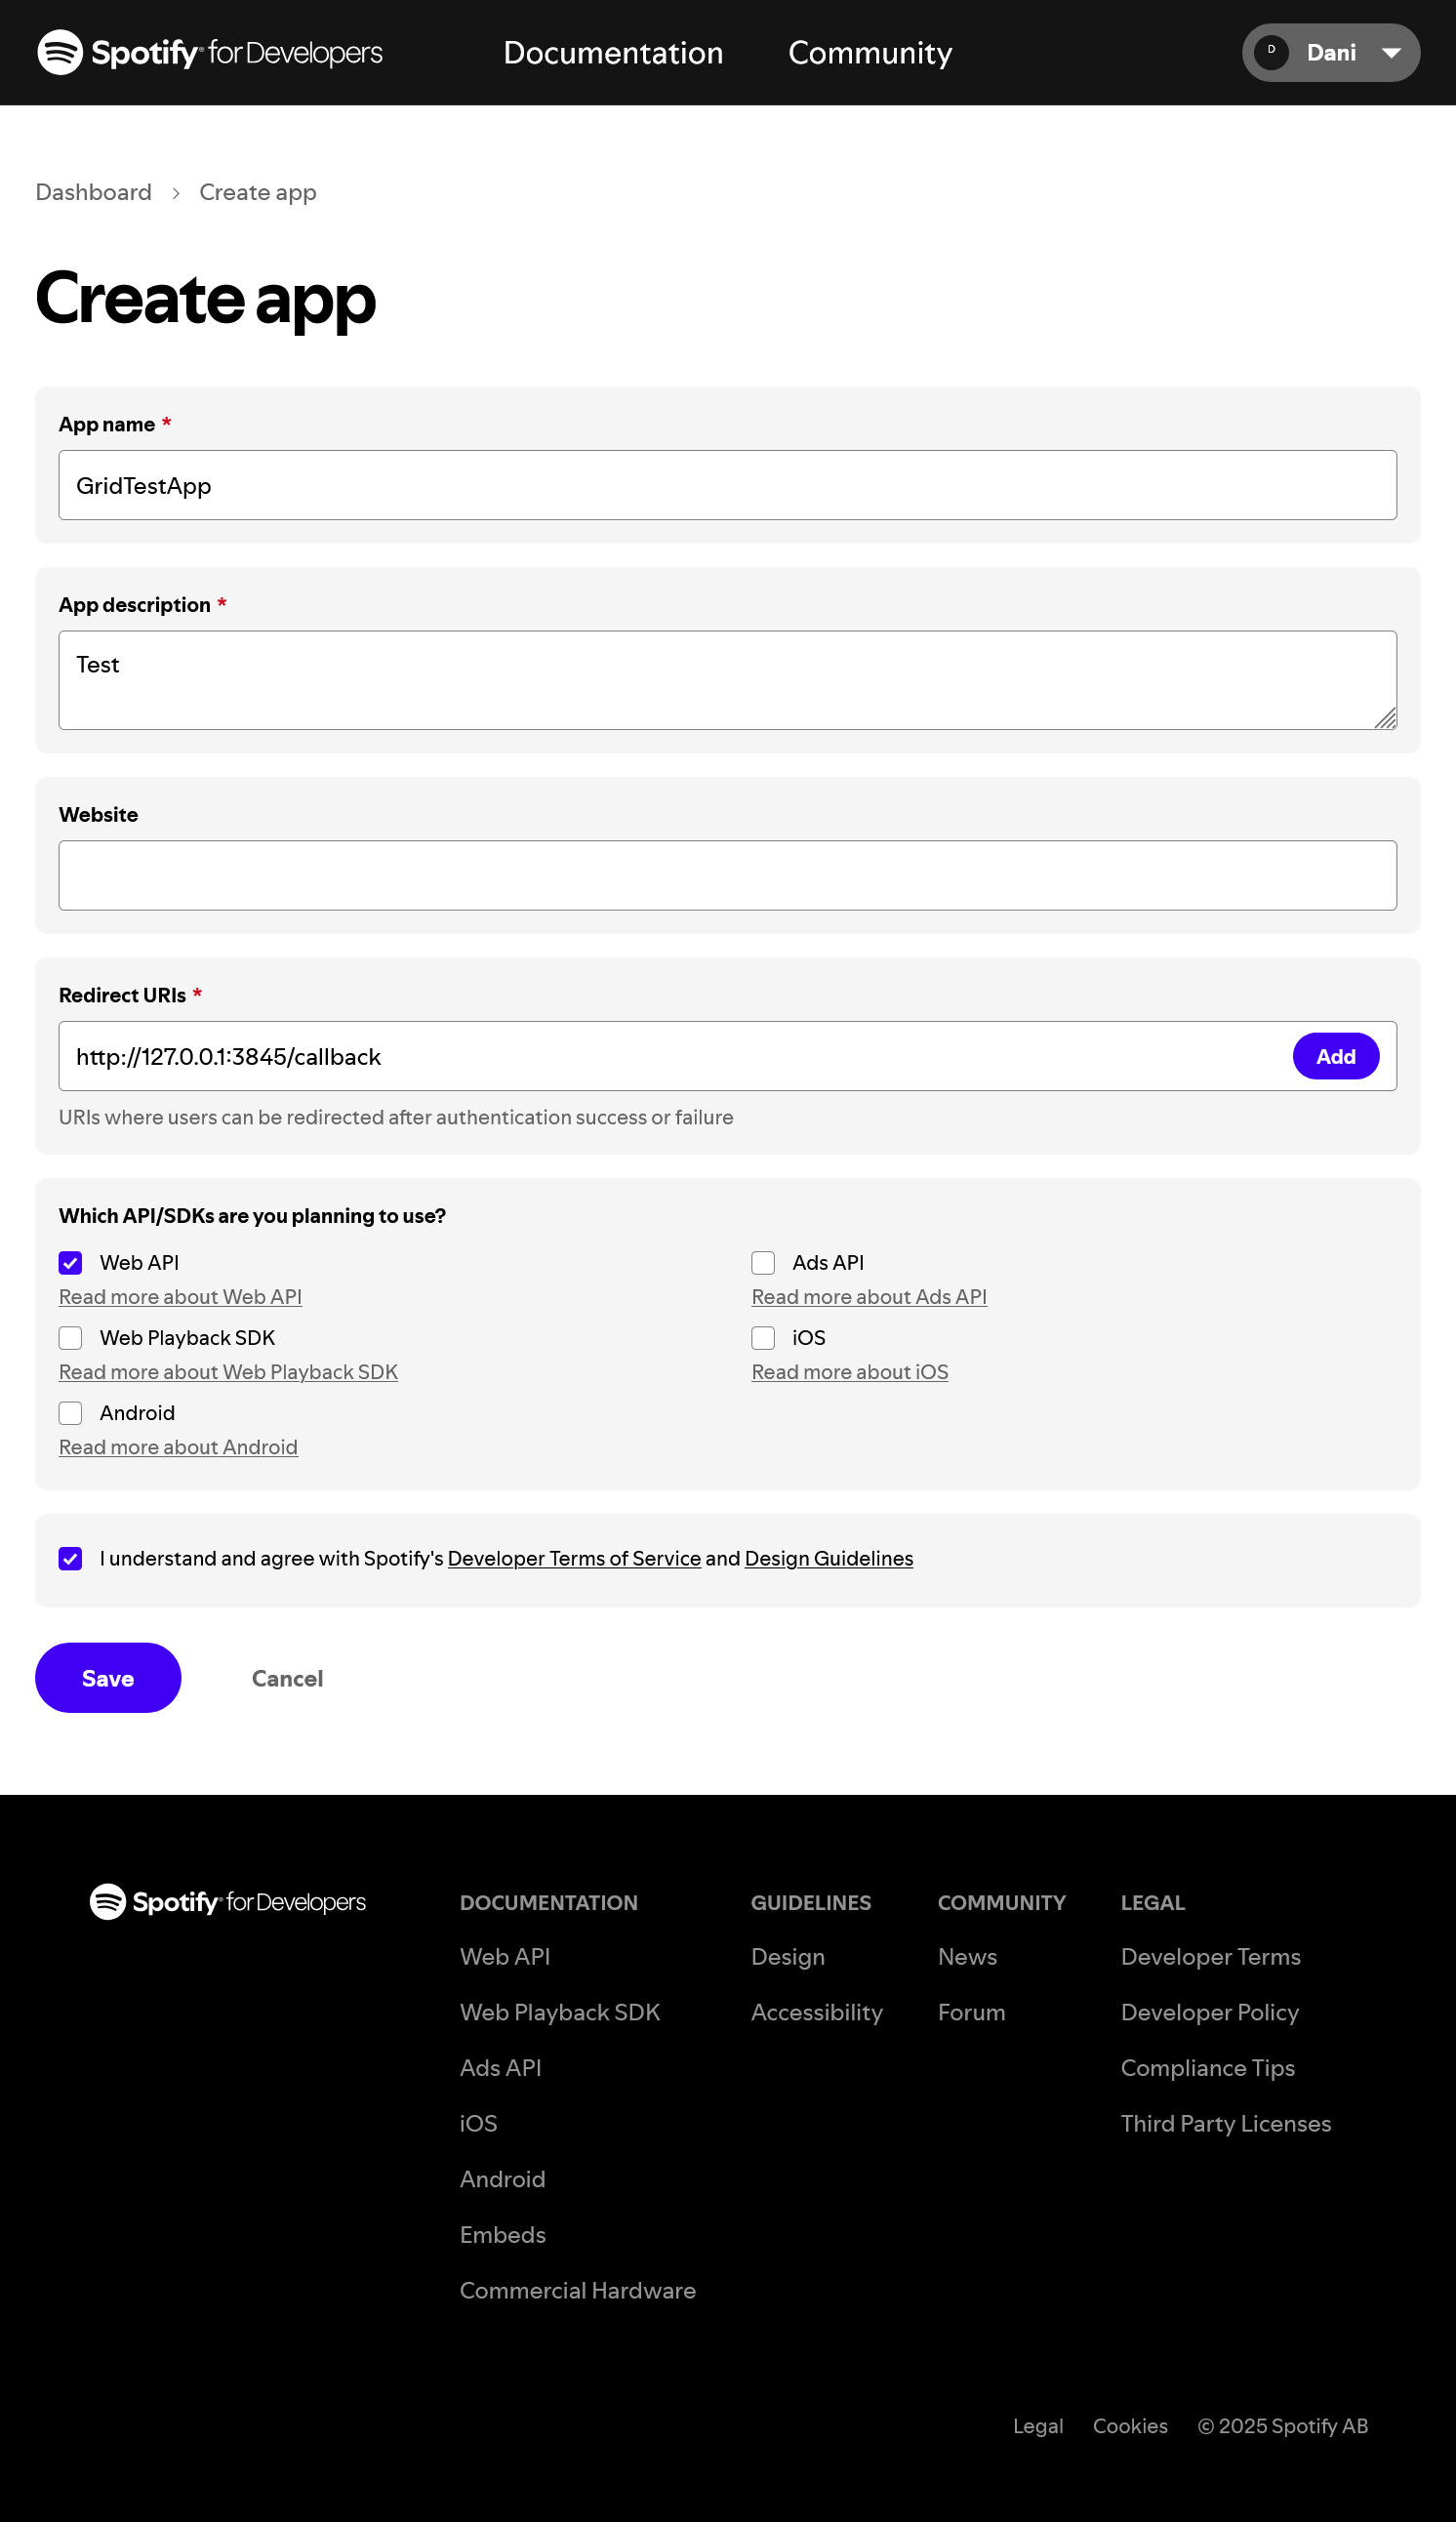 Spotify® for Developers Documentation Community D Dani
Dashboard > Create app
Create app
App name *
GridTestApp
App description *
Test
Website
Redirect URIs *
http://127.0.0.1:3845/callback Add
URIs where users can be redirected after authentication success or failure
Which API/SDKs are you planning to use?
Web API
Read more about Web API
Web Playback SDK
Read more about Web Playback SDK
Android
Read more about Android
Ads API
Read more about Ads API
iOS
Read more about iOS
I understand and agree with Spotify's Developer Terms of Service and Design Guidelines
Save Cancel
Spotify® for Developers
DOCUMENTATION
Web API
Web Playback SDK
Ads API
iOS
Android
Embeds
Commercial Hardware
GUIDELINES
Design
Accessibility
COMMUNITY
News
Forum
LEGAL
Developer Terms
Developer Policy
Compliance Tips
Third Party Licenses
Legal Cookies © 2025 Spotify AB